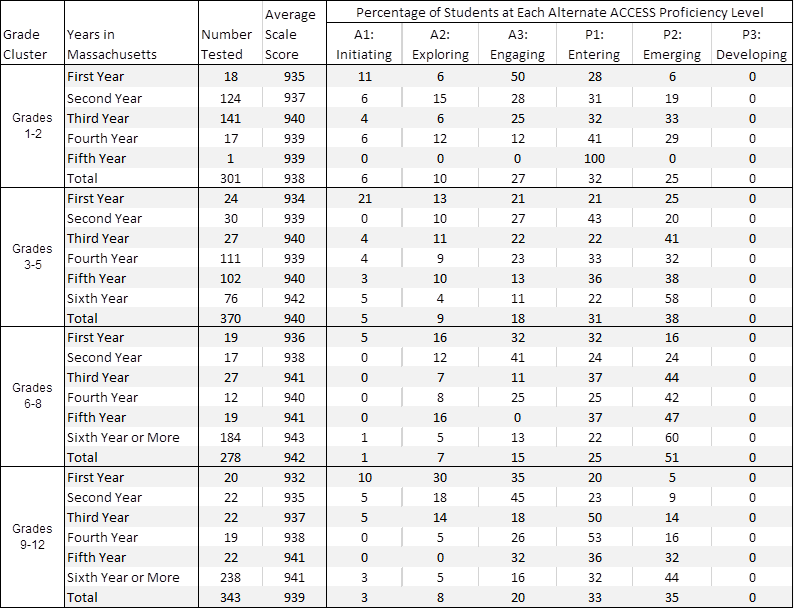 Percentage of Students at Each Alternate ACCESS Proficiency Level
Grade Cluster Years in Massachusetts Number Tested Average Scale Score A1: Initiating A2: Exploring A3: Engaging P1: Entering P2: Emerging P3: Developing
Grades 1-2
First Year 18 935 11 6 50 28 6 0
Second Year 124 937 6 15 28 31 19 0
Third Year 141 940 4 6 25 32 33 0
Fourth Year 17 939 6 12 12 41 29 0
Fifth Year 1 939 0 0 0 100 0 0
Total 301 938 6 10 27 32 25 0
Grades 3-5
First Year 24 934 21 13 21 21 25 0
Second Year 30 939 0 10 27 43 20 0
Third Year 27 940 4 11 22 22 41 0
Fourth Year 111 939 4 9 23 33 32 0
Fifth Year 102 940 3 10 13 36 38 0
Sixth Year 76 942 5 4 11 22 58 0
Total 370 940 5 9 18 31 38 0
Grades 6-8
First Year 19 936 5 16 32 32 16 0
Second Year 17 938 0 12 41 24 24 0
Third Year 27 941 0 7 11 37 44 0
Fourth Year 12 940 0 8 25 25 42 0
Fifth Year 19 941 0 16 0 37 47 0
Sixth Year or More 184 943 1 5 13 22 60 0
Total 278 942 1 7 15 25 51 0
Grades 9-12
First Year 20 932 10 30 35 20 5 0
Second Year 22 935 5 18 45 23 9 0
Third Year 22 937 5 14 18 50 14 0
Fourth Year 19 938 0 5 26 53 16 0
Fifth Year 22 941 0 0 32 36 32 0
Sixth Year or More 238 941 3 5 16 32 44 0
Total 343 939 3 8 20 33 35 0